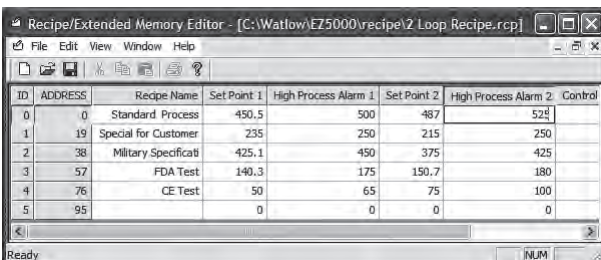 Recipe/Extended Memory Editor - [C:\Watlow\EZ5000\recipe\2 Loop Recipe.rcp]
File Edit View Window Help
ID ADDRESS Recipe Name Set Point 1 High Process Alarm 1 Set Point 2 High Process Alarm 2 Control
0 0 Standard Process 450.5 500 487 525
1 19 Special for Customer 235 250 215 250
2 38 Military Specificati 425.1 450 375 425
3 57 FDA Test 140.3 175 150.7 180
4 76 CE Test 50 65 75 100
5 95 0 0 0 0
Ready NUM